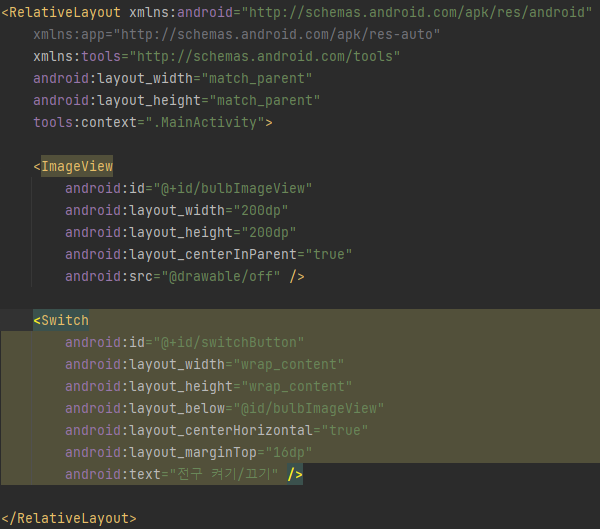 <RelativeLayout xmlns:android="http://schemas.android.com/apk/res/android"
xmlns:app="http://schemas.android.com/apk/res-auto"
xmlns:tools="http://schemas.android.com/tools"
android:layout_width="match_parent"
android:layout_height="match_parent"
tools:context=".MainActivity">
<ImageView
android:id="@+id/bulbImageView"
android:layout_width="200dp"
android:layout_height="200dp"
android:layout_centerInParent="true"
android:src="@drawable/off" />
<Switch
android:id="@+id/switchButton"
android:layout_width="wrap_content"
android:layout_height="wrap_content"
android:layout_below="@id/bulbImageView"
android:layout_centerHorizontal="true"
android:layout_marginTop="16dp"
android:text="전구 켜기/끄기" />
</RelativeLayout>